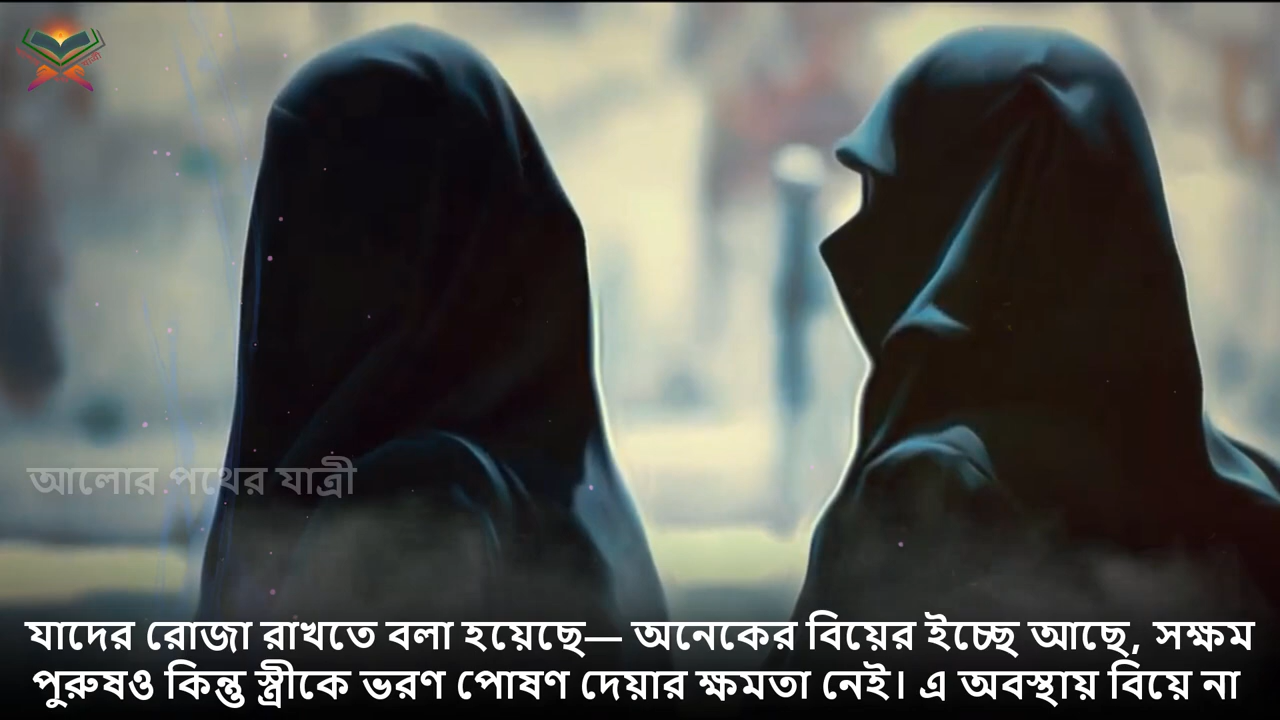 আলোর পথের যাত্রী
যাদের রোজা রাখতে বলা হয়েছে— অনেকের বিয়ের ইচ্ছে আছে, সক্ষম
পুরুষও কিন্তু স্ত্রীকে ভরণ পোষণ দেয়ার ক্ষমতা নেই। এ অবস্থায় বিয়ে না